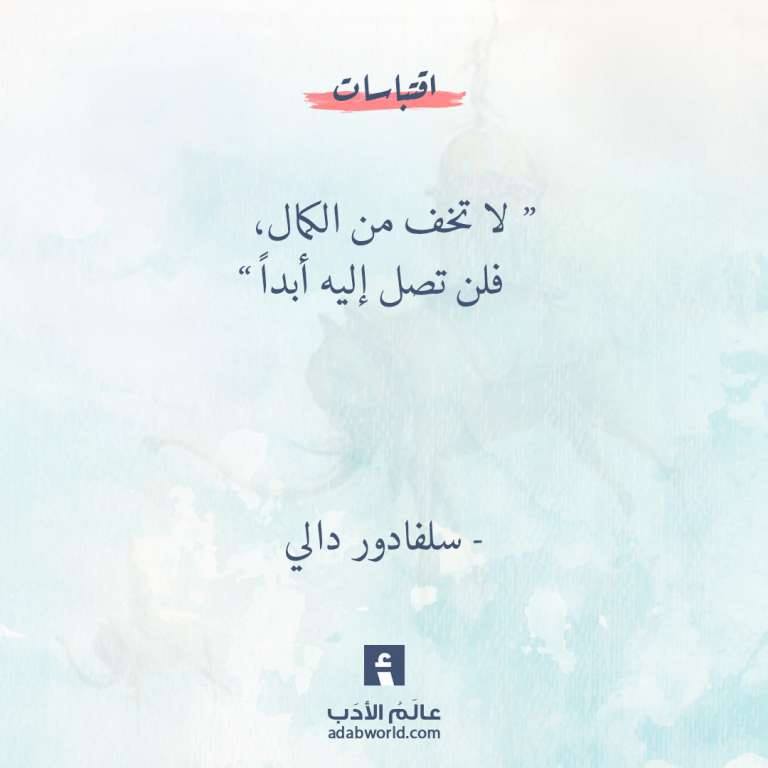 اقتباسات
” لا تخف من الكمال،
فلن تصل إليه أبداً “
- سلفادور دالي
أ
عالَمُ الأدَب
adabworld.com